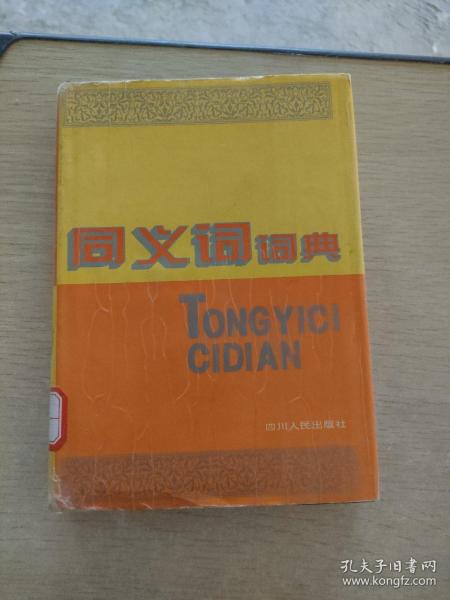 同义词词典
TONGYICI
CIDIAN
四川人民出版社
孔夫子旧书网
www.kongfz.com